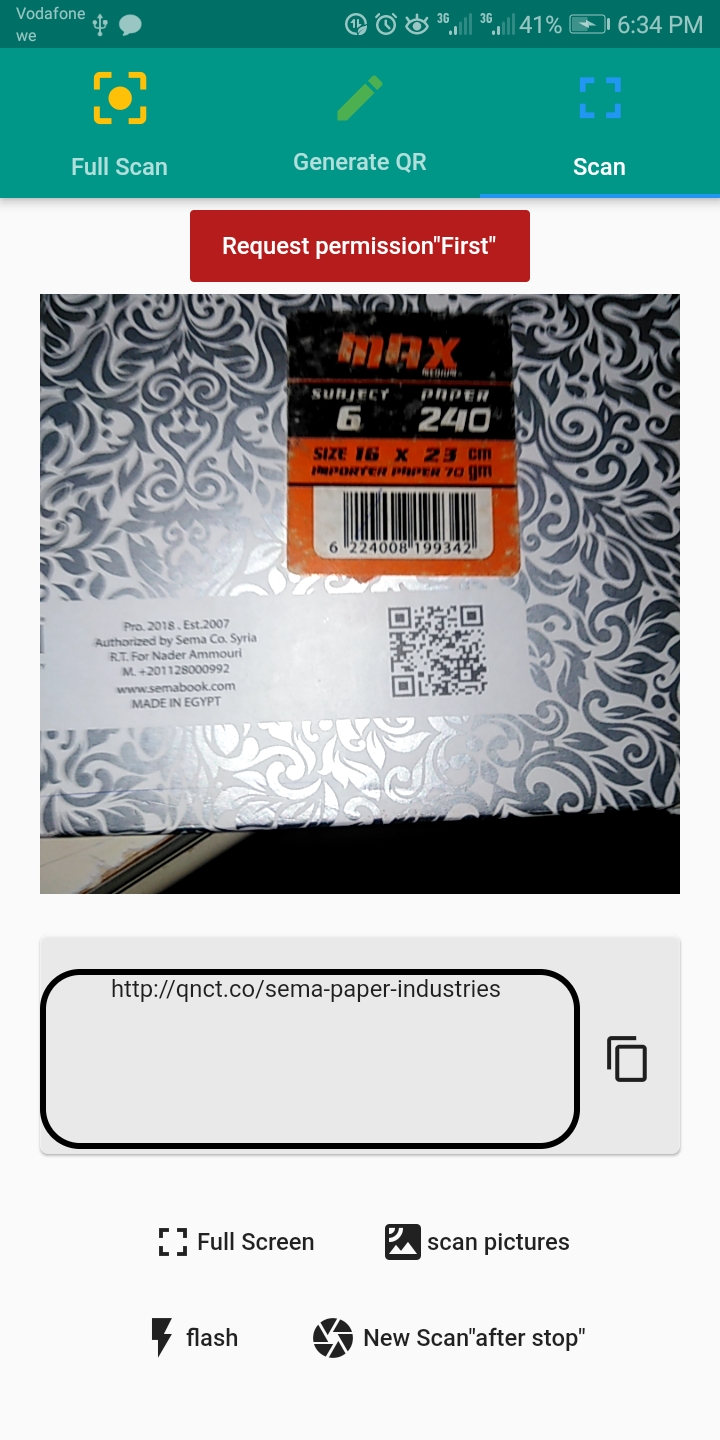 Vodafone
we
3G
3G
41%
6:34 PM
Full Scan
Generate QR
Scan
Request permission"First"
max
MEDIUM
SUBJECT PAPER
6 240
SIZE 16 X 23 cm
IMPORTER PAPER 70 gm
6 224008 199342
Pro. 2018 . Est.2007
Authorized by Sema Co. Syria
R.T. For Nader Ammouri
M. +201128000992
www.semabook.com
MADE IN EGYPT
http://qnct.co/sema-paper-industries
Full Screen
scan pictures
flash
New Scan"after stop"